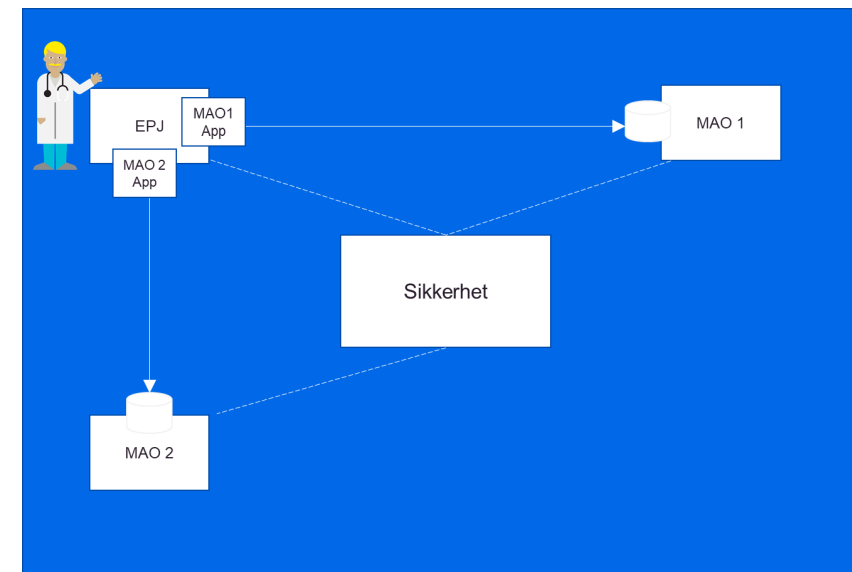 EPJ
MAO1
App
MAO 1
MAO 2
App
Sikkerhet
MAO 2